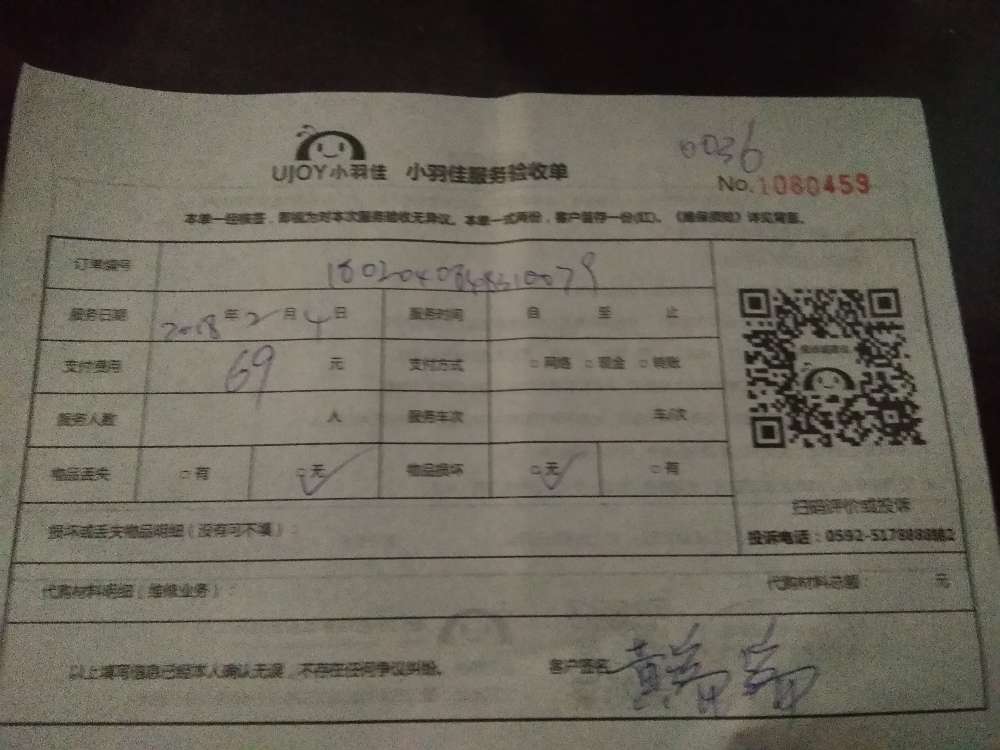 0036
UJOY小羽佳 小羽佳服务验收单
No.1080459
本单一经核签,即视为对本次服务验收无异议。本单一式两份,客户留存一份(红)。《维保须知》详见背面。
订单编号
服务日期 2018年2月4日 服务时间 自 至 止
支付费用 69 元 支付方式 □网络 □现金 □转账
服务人数 人 服务车次 车/次
物品丢失 □有 □无 物品损坏 □无 □有
扫码评价或投诉
损坏或丢失物品明细(没有可不填):
投诉电话:0592-5178888
代购材料明细(维修业务): 代购材料总额 元
以上填写信息已经本人确认无误,不存在任何争议纠纷。 客户签名